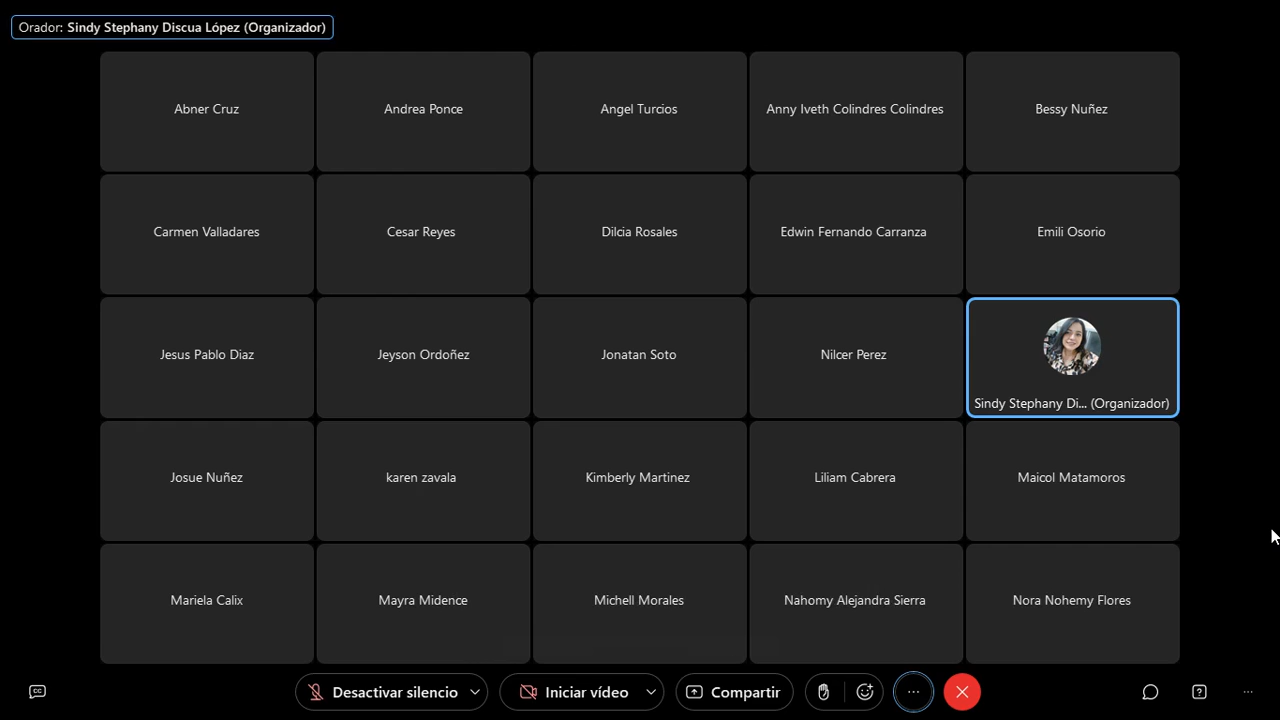 Orador: Sindy Stephany Discua López (Organizador)
Abner Cruz
Andrea Ponce
Angel Turcios
Anny Iveth Colindres Colindres
Bessy Nuñez
Carmen Valladares
Cesar Reyes
Dilcia Rosales
Edwin Fernando Carranza
Emili Osorio
Jesus Pablo Diaz
Jeyson Ordoñez
Jonatan Soto
Nilcer Perez
Sindy Stephany Di... (Organizador)
Josue Nuñez
karen zavala
Kimberly Martinez
Liliam Cabrera
Maicol Matamoros
Mariela Calix
Mayra Midence
Michell Morales
Nahomy Alejandra Sierra
Nora Nohemy Flores
CC
Desactivar silencio
Iniciar vídeo
Compartir